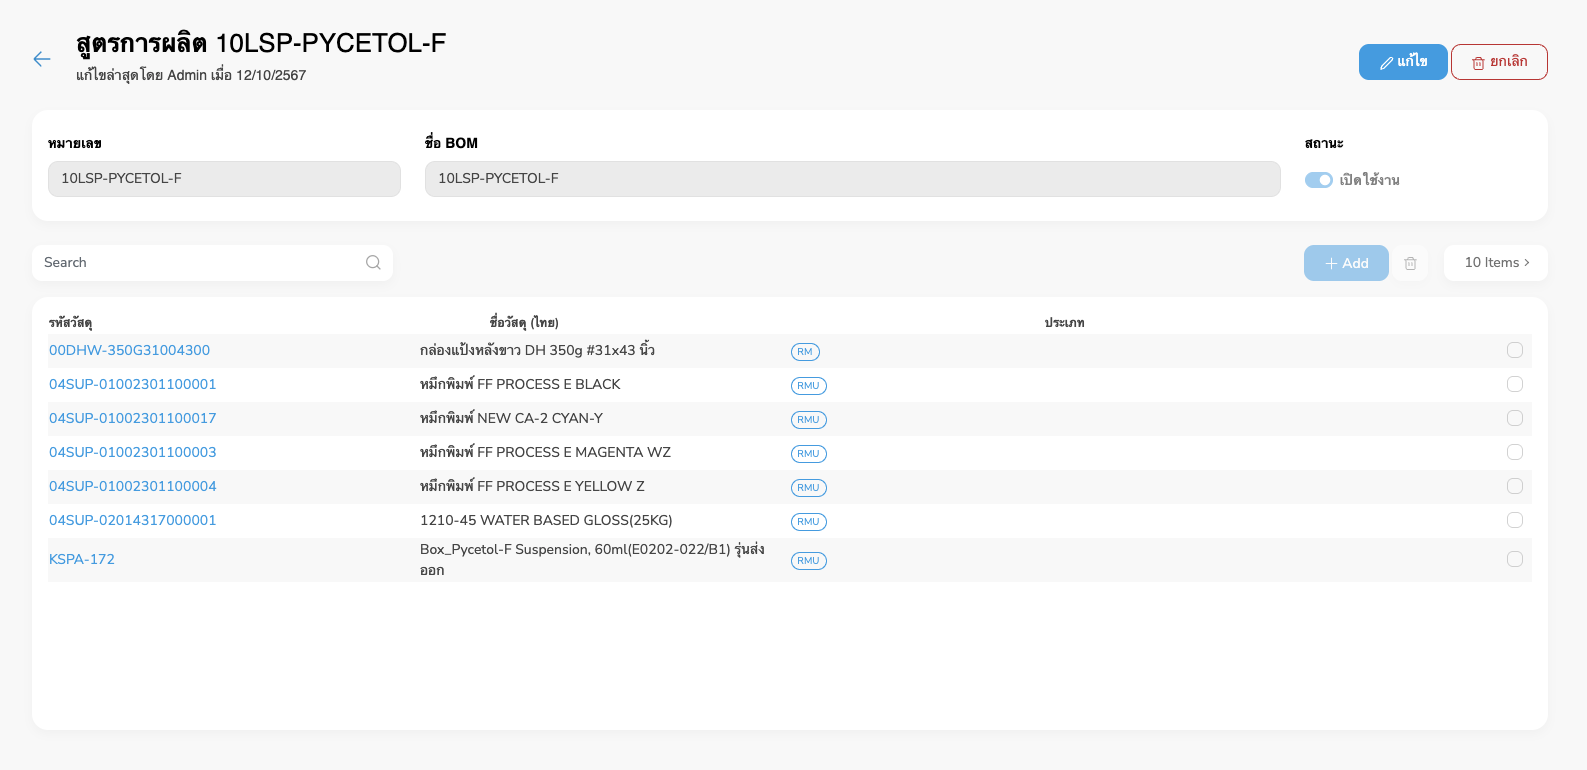 สูตรการผลิต 10LSP-PYCETOL-F
แก้ไขล่าสุดโดย Admin เมื่อ 12/10/2567
แก้ไข
ยกเลิก
หมายเลข
ชื่อ BOM
สถานะ
10LSP-PYCETOL-F
10LSP-PYCETOL-F
เปิดใช้งาน
Search
Add
10 Items
รหัสวัสดุ
ชื่อวัสดุ (ไทย)
ประเภท
00DHW-350G31004300
กล่องแป้งหลังขาว DH 350g #31x43 นิ้ว
RM
04SUP-01002301100001
หมึกพิมพ์ FF PROCESS E BLACK
RMU
04SUP-01002301100017
หมึกพิมพ์ NEW CA-2 CYAN-Y
RMU
04SUP-01002301100003
หมึกพิมพ์ FF PROCESS E MAGENTA WZ
RMU
04SUP-01002301100004
หมึกพิมพ์ FF PROCESS E YELLOW Z
RMU
04SUP-02014317000001
1210-45 WATER BASED GLOSS(25KG)
RMU
KSPA-172
Box_Pycetol-F Suspension, 60ml(E0202-022/B1) รุ่นส่ง
ออก
RMU